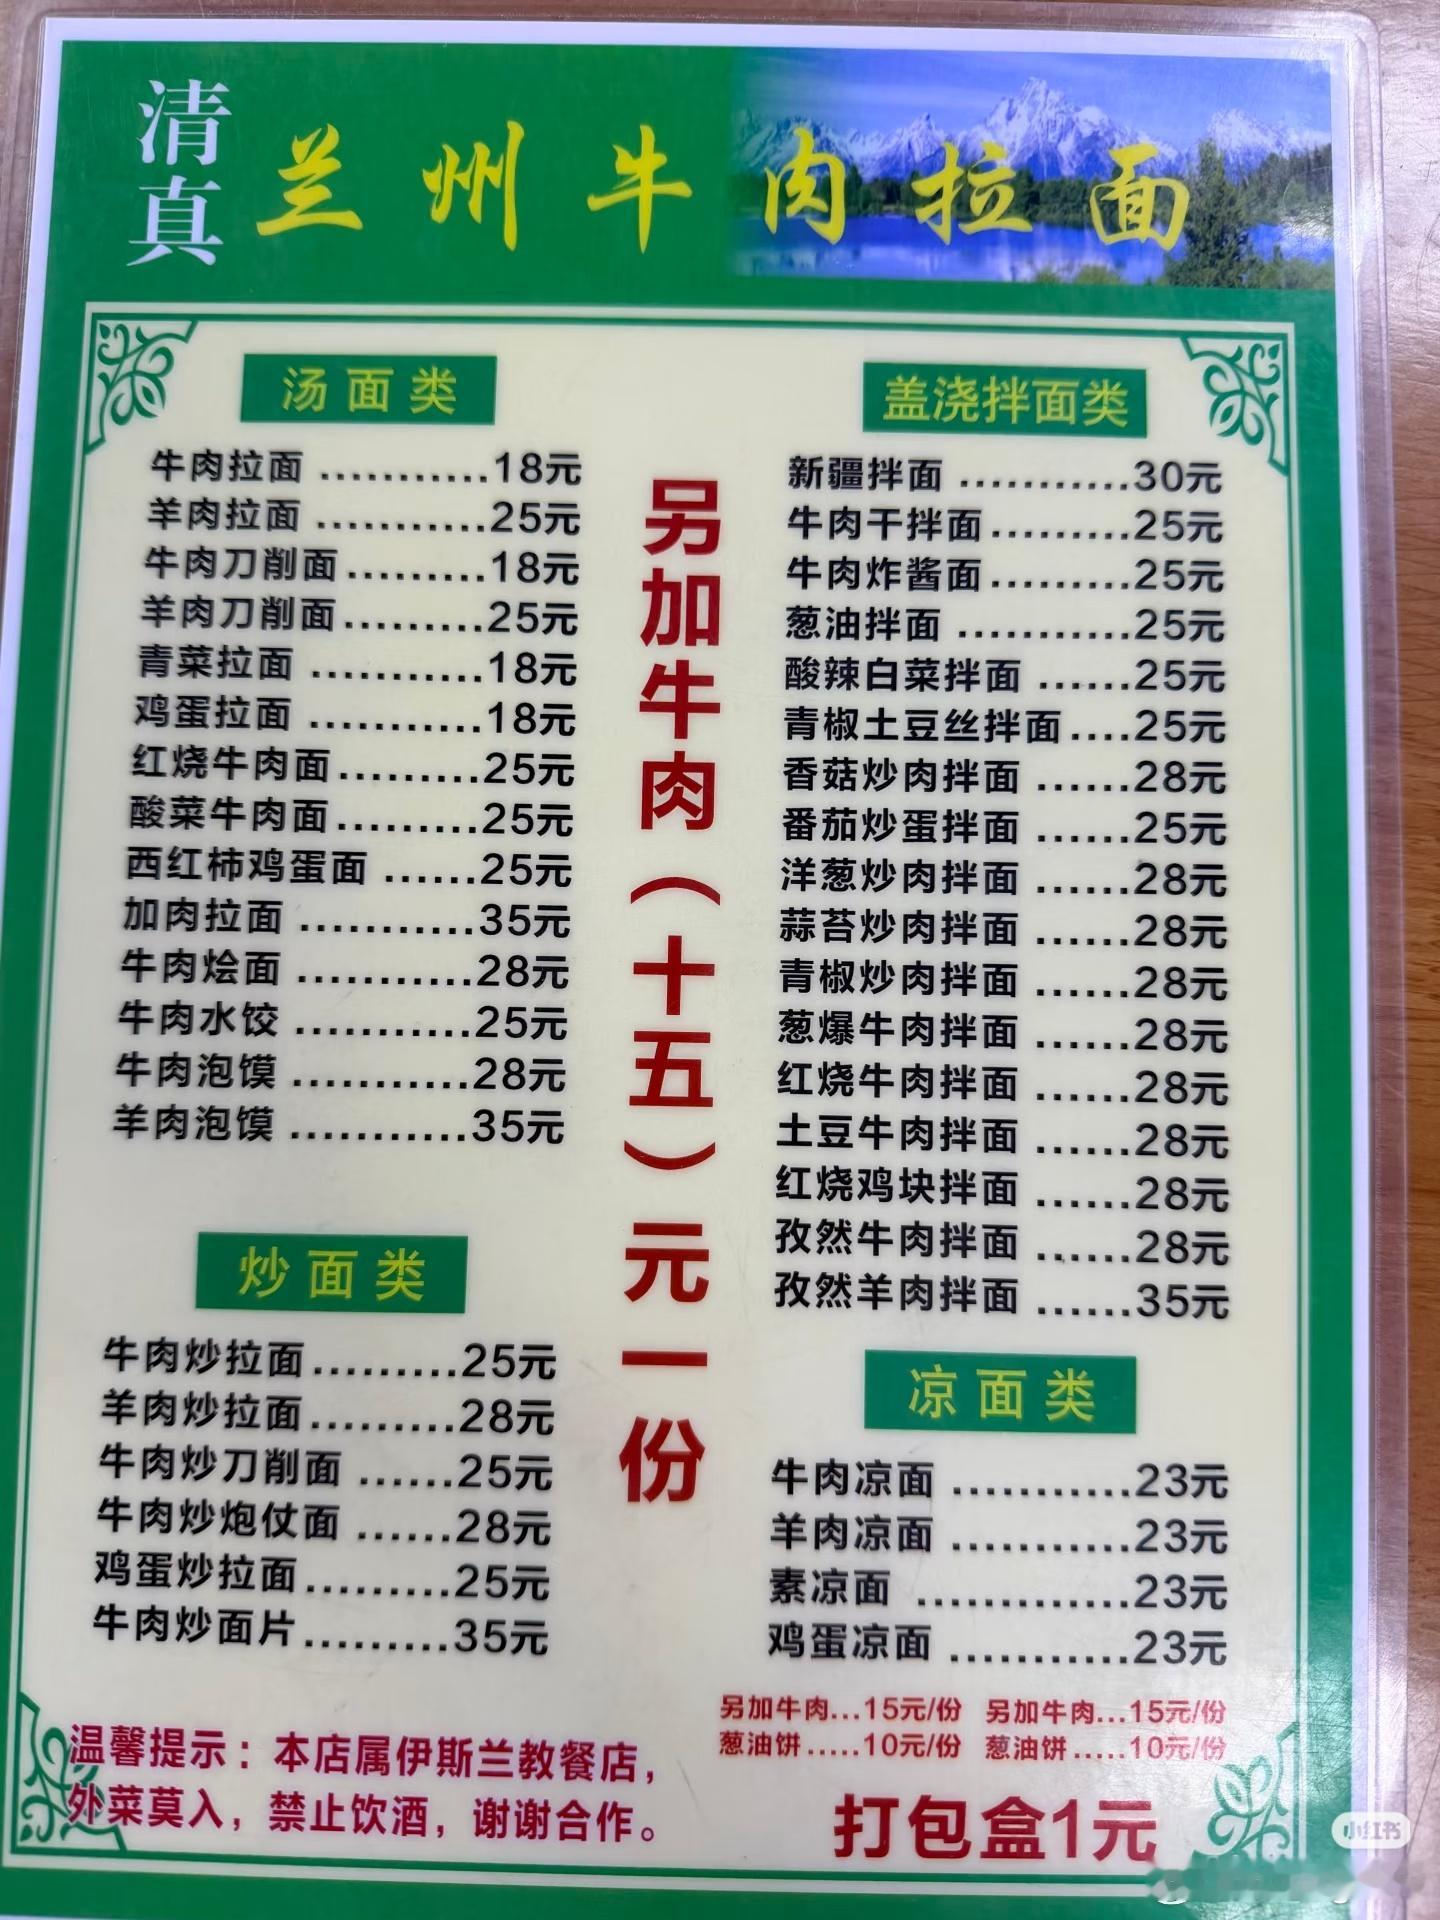 清真
兰州牛肉拉面
汤面类
牛肉拉面...........18元
羊肉拉面...........25元
牛肉刀削面.........18元
羊肉刀削面.........25元
青菜拉面...........18元
鸡蛋拉面...........18元
红烧牛肉面.........25元
酸菜牛肉面.........25元
西红柿鸡蛋面......25元
加肉拉面...........35元
牛肉烩面...........28元
牛肉水饺...........25元
牛肉泡馍...........28元
羊肉泡馍...........35元
炒面类
牛肉炒拉面.........25元
羊肉炒拉面.........28元
牛肉炒刀削面......25元
牛肉炒炮仗面......28元
鸡蛋炒拉面.........25元
牛肉炒面片.........35元
另加牛肉（十五）元一份
盖浇拌面类
新疆拌面...........30元
牛肉干拌面.........25元
牛肉炸酱面.........25元
葱油拌面...........25元
酸辣白菜拌面......25元
青椒土豆丝拌面....25元
香菇炒肉拌面......28元
番茄炒蛋拌面......25元
洋葱炒肉拌面......28元
蒜苔炒肉拌面......28元
青椒炒肉拌面......28元
葱爆牛肉拌面......28元
红烧牛肉拌面......28元
土豆牛肉拌面......28元
红烧鸡块拌面......28元
孜然牛肉拌面......28元
孜然羊肉拌面......35元
凉面类
牛肉凉面............23元
羊肉凉面............23元
素凉面..............23元
鸡蛋凉面............23元
另加牛肉...15元/份 另加牛肉...15元/份
葱油饼.....10元/份 葱油饼.....10元/份
温馨提示：本店属伊斯兰教餐店，
外菜莫入，禁止饮酒，谢谢合作。
打包盒1元
小红书